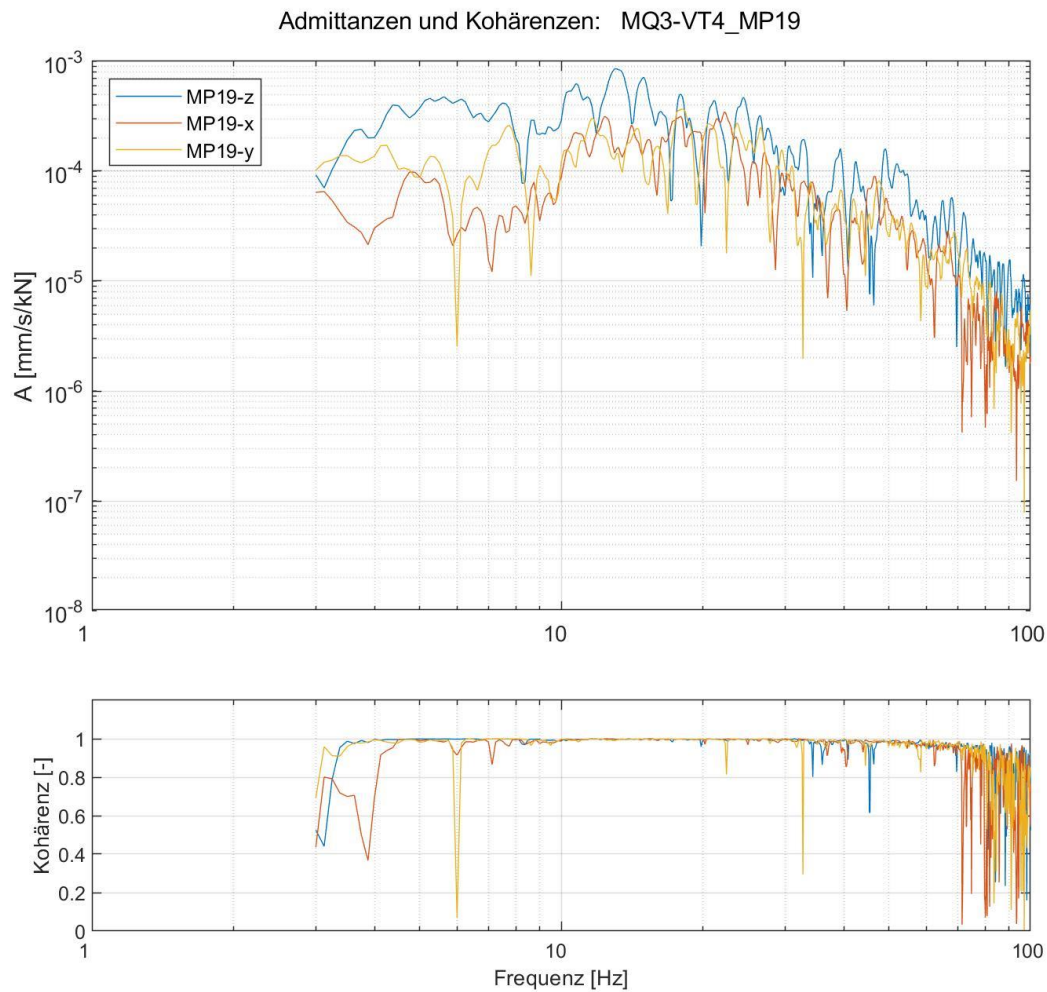 Admittanzen und Kohärenzen: MQ3-VT4_MP19
A [mm/s/kN]
10-3
10-4
10-5
10-6
10-7
10-8
MP19-z
MP19-x
MP19-y
1
10
100
Kohärenz [-]
1
0.8
0.6
0.4
0.2
0
1
10
100
Frequenz [Hz]